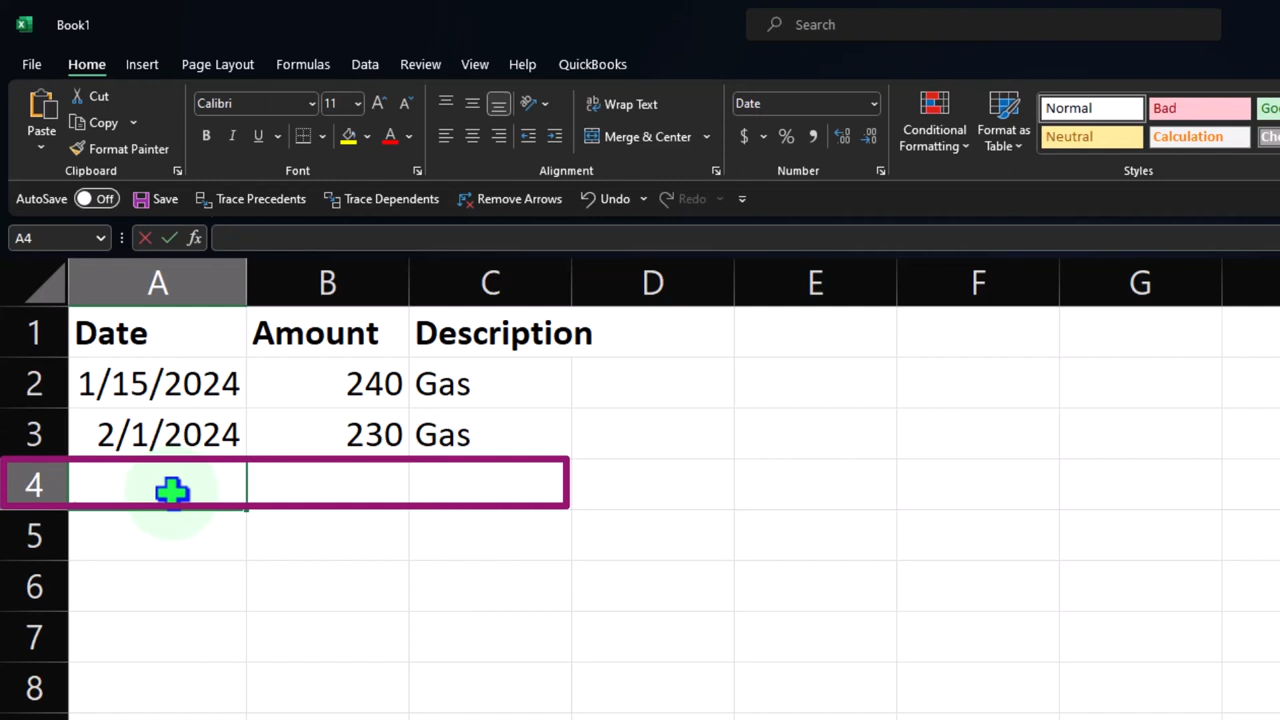 Book1
Search
File Home Insert Page Layout Formulas Data Review View Help QuickBooks
Paste
Cut
Copy
Format Painter
Clipboard
Calibri 11 A A
B I U A
Font
ab Wrap Text
Merge & Center
Alignment
Date
$ % ,
Number
Conditional Formatting
Format as Table
Normal Bad
Neutral Calculation
Styles
AutoSave Off Save Trace Precedents Trace Dependents Remove Arrows Undo Redo
A4 fx
A B C D E F G
1 Date Amount Description
2 1/15/2024 240 Gas
3 2/1/2024 230 Gas
4
5
6
7
8